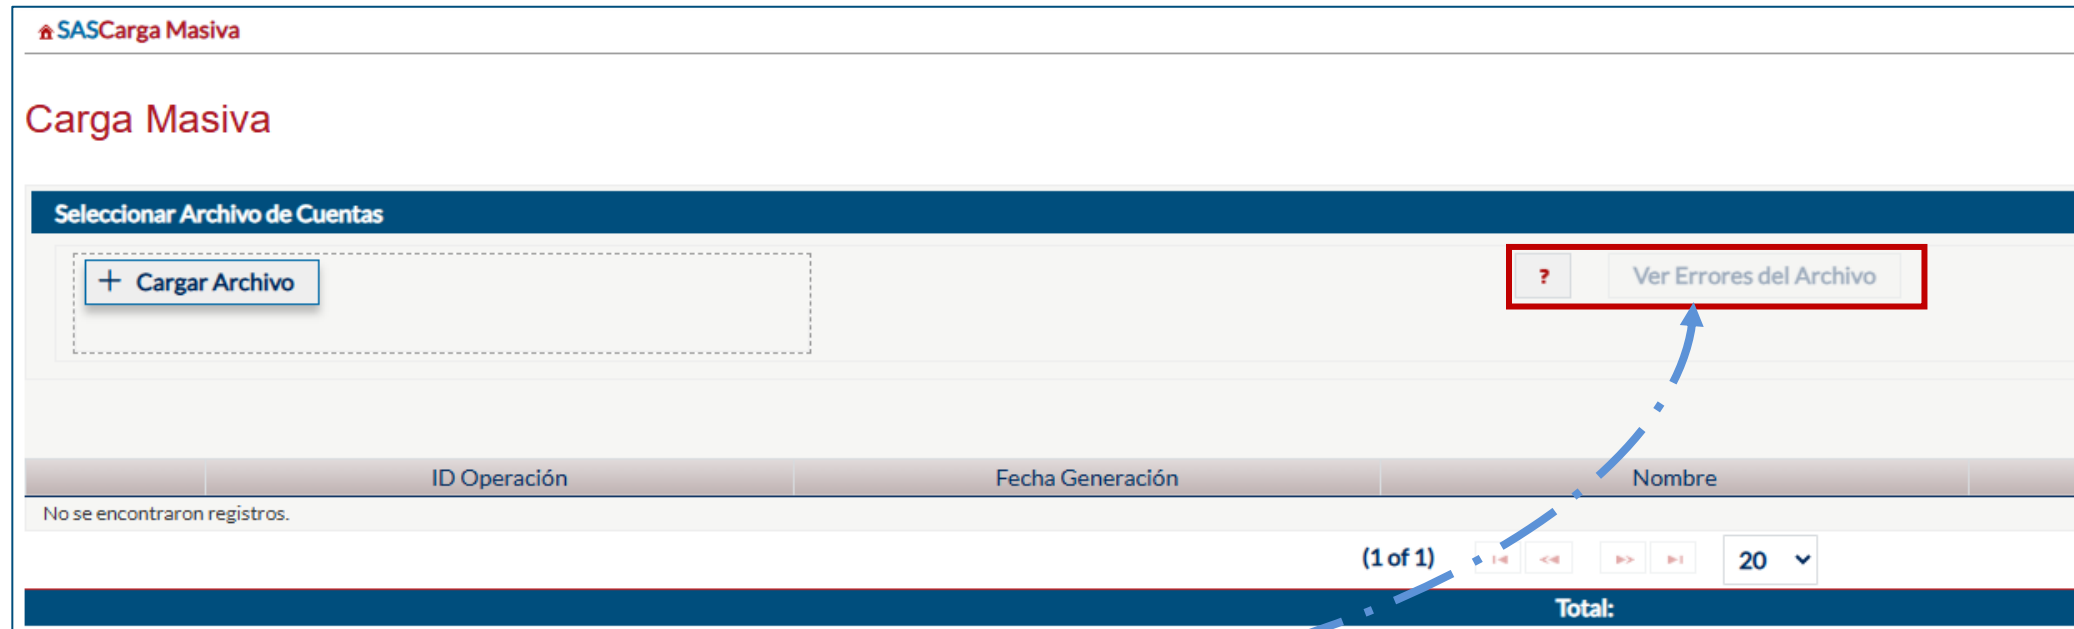 SASCarga Masiva
Carga Masiva
Seleccionar Archivo de Cuentas
+ Cargar Archivo
? Ver Errores del Archivo
ID Operación Fecha Generación Nombre
No se encontraron registros.
(1 of 1) 20
Total: